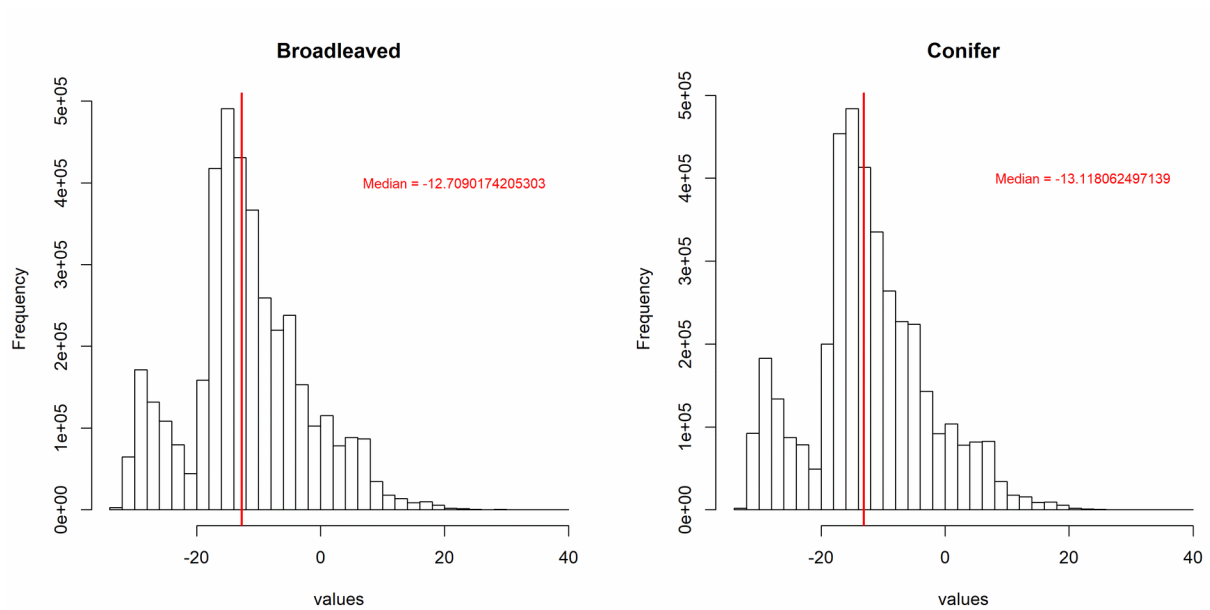 Broadleaved
Frequency
5e+05
4e+05
3e+05
2e+05
1e+05
0e+00
Median = -12.7090174205303
-20 0 20 40
values
Conifer
Frequency
5e+05
4e+05
3e+05
2e+05
1e+05
0e+00
Median = -13.118062497139
-20 0 20 40
values